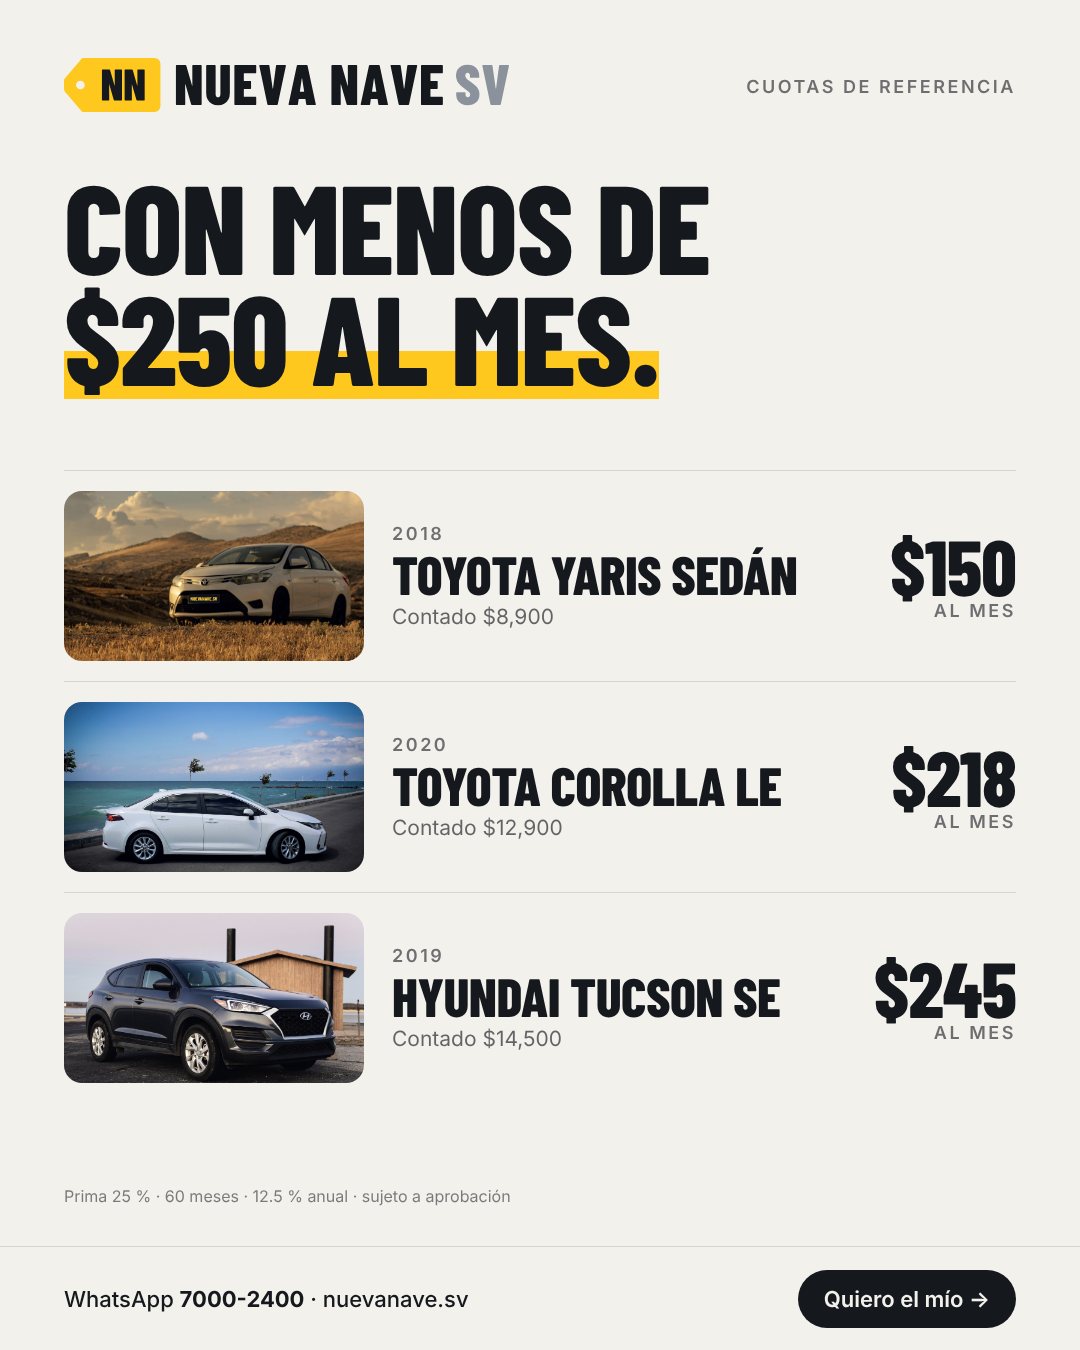 NN NUEVA NAVE SV
CUOTAS DE REFERENCIA
CON MENOS DE
$250 AL MES.
2018
TOYOTA YARIS SEDÁN
Contado $8,900
$150
AL MES
2020
TOYOTA COROLLA LE
Contado $12,900
$218
AL MES
2019
HYUNDAI TUCSON SE
Contado $14,500
$245
AL MES
Prima 25 % · 60 meses · 12.5 % anual · sujeto a aprobación
WhatsApp 7000-2400 · nuevanave.sv
Quiero el mío →